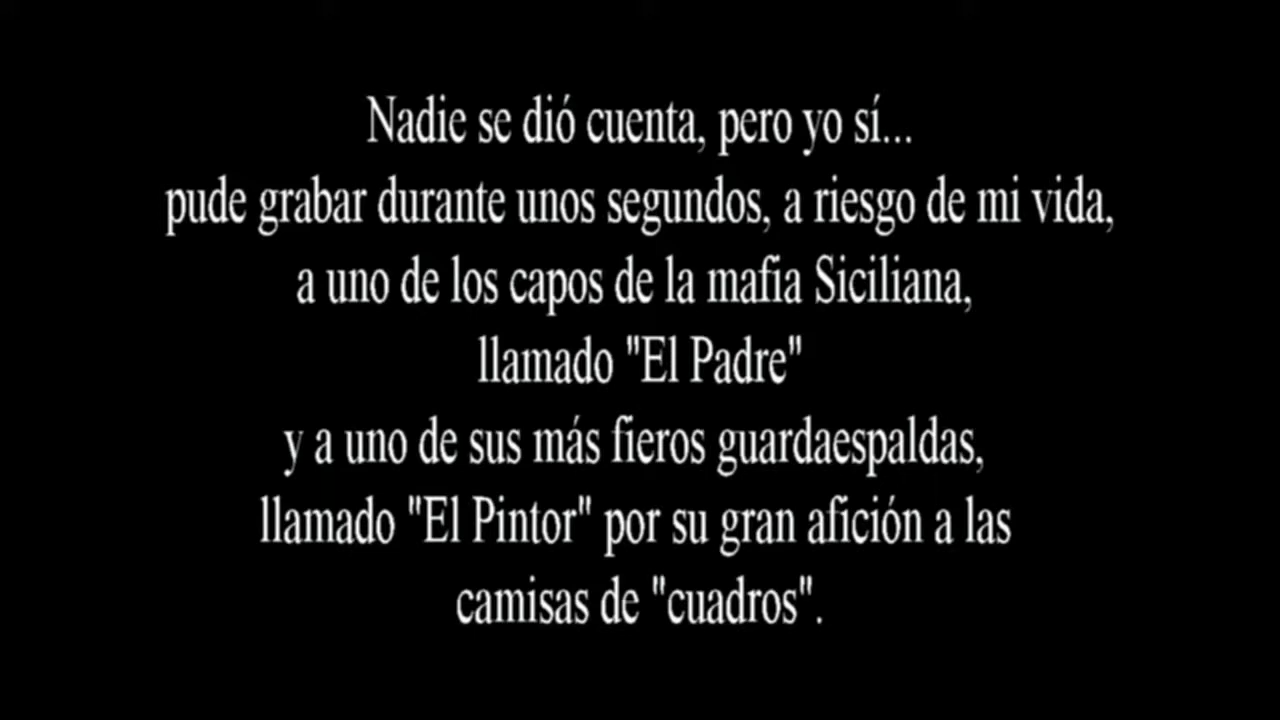 Nadie se dió cuenta, pero yo sí...
pude grabar durante unos segundos, a riesgo de mi vida,
a uno de los capos de la mafia Siciliana,
llamado "El Padre"
y a uno de sus más fieros guardaespaldas,
llamado "El Pintor" por su gran afición a las
camisas de "cuadros".